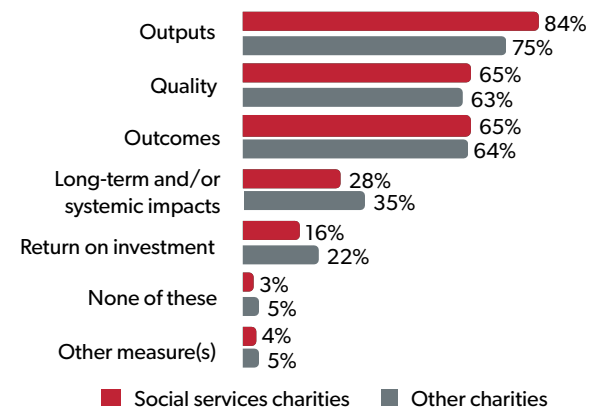 Outputs
84%
75%
Quality
65%
63%
Outcomes
65%
64%
Long-term and/or
systemic impacts
28%
35%
Return on investment
16%
22%
None of these
3%
5%
Other measure(s)
4%
5%
Social services charities
Other charities